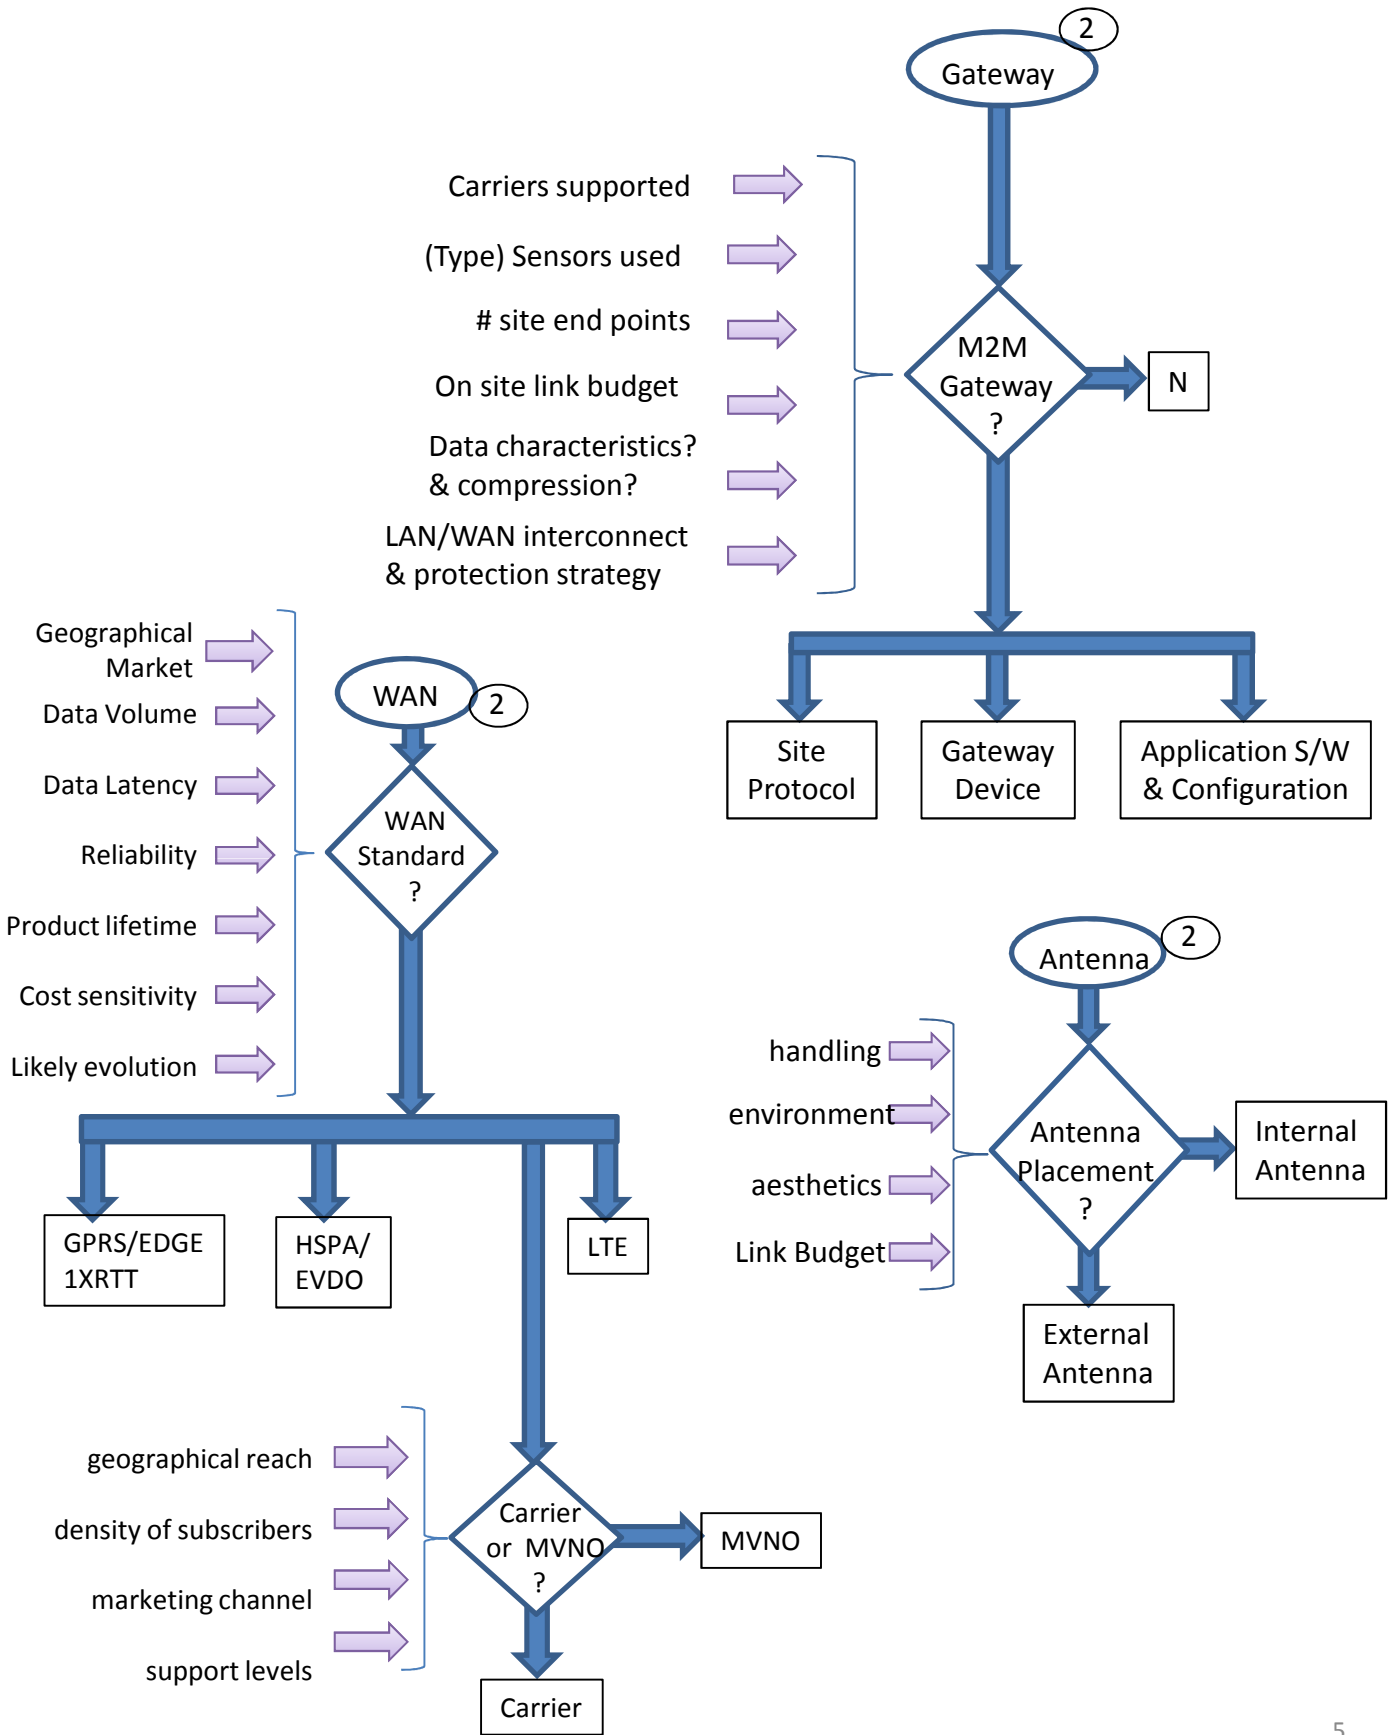 2
Gateway
Carriers supported
(Type) Sensors used
# site end points
On site link budget
Data characteristics?
& compression?
LAN/WAN interconnect
& protection strategy
M2M
Gateway
?
N
Site
Protocol
Gateway
Device
Application S/W
& Configuration
Geographical
Market
Data Volume
Data Latency
Reliability
Product lifetime
Cost sensitivity
Likely evolution
WAN
2
WAN
Standard
?
GPRS/EDGE
1XRTT
HSPA/
EVDO
LTE
Antenna
2
handling
environment
aesthetics
Link Budget
Antenna
Placement
?
Internal
Antenna
External
Antenna
geographical reach
density of subscribers
marketing channel
support levels
Carrier
or MVNO
?
MVNO
Carrier
5